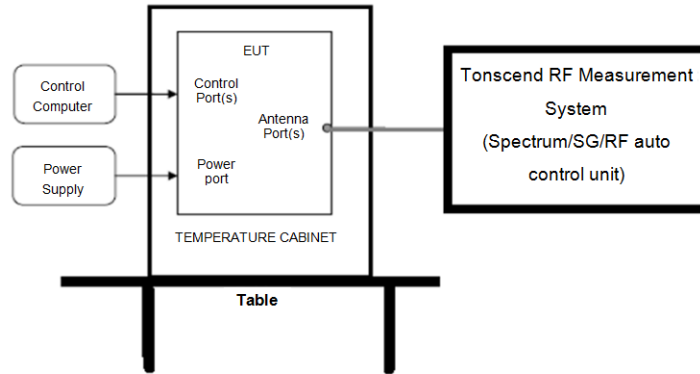 EUT
Control
Computer
Control
Port(s)
Antenna
Port(s)
Power
Supply
Power
port
TEMPERATURE CABINET
Table
Tonscend RF Measurement
System
(Spectrum/SG/RF auto
control unit)